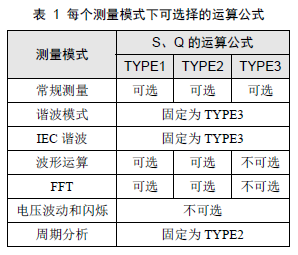 表 1 每个测量模式下可选择的运算公式
测量模式 S、Q 的运算公式
TYPE1 TYPE2 TYPE3
常规测量 可选 可选 可选
谐波模式 固定为 TYPE3
IEC 谐波 固定为 TYPE3
波形运算 可选 可选 不可选
FFT 可选 可选 不可选
电压波动和闪烁 不可选
周期分析 固定为 TYPE2